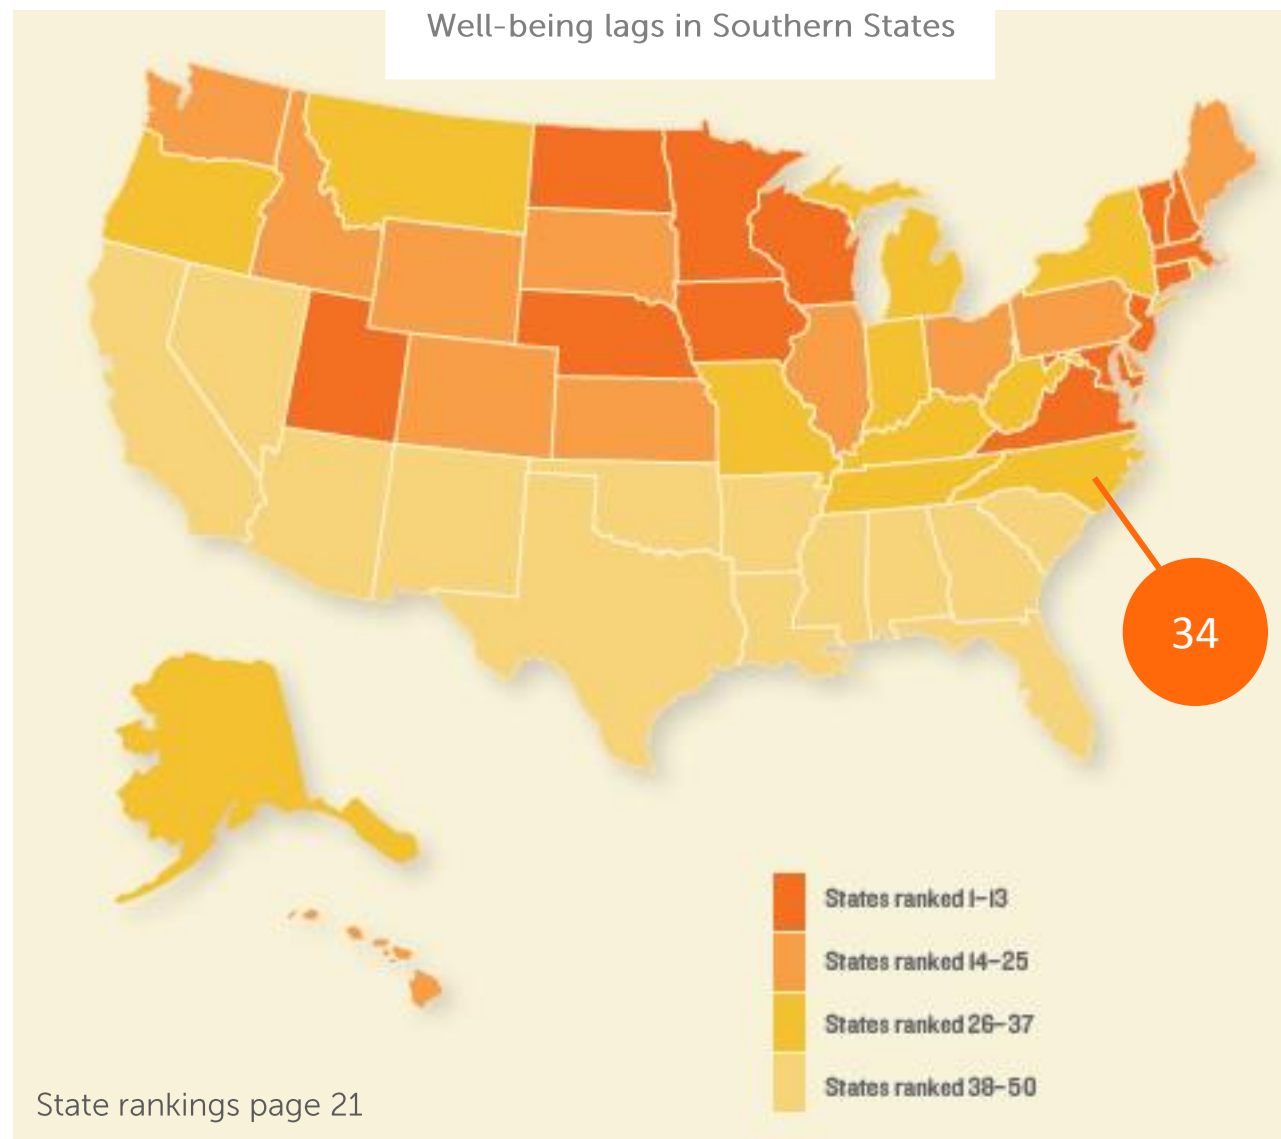 Well-being lags in Southern States
34
States ranked 1–13
States ranked 14–25
States ranked 26–37
States ranked 38–50
State rankings page 21